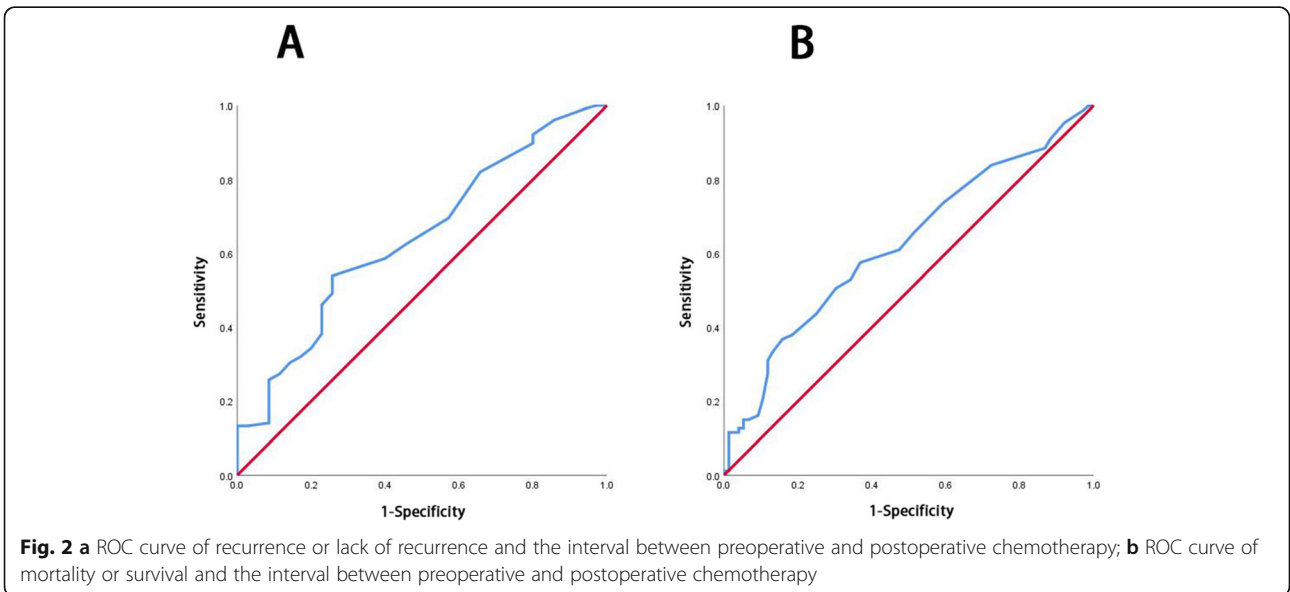 A
B
1.0
0.8
0.6
0.4
0.2
0.0
Sensitivity
0.0 0.2 0.4 0.6 0.8 1.0
1-Specificity
1.0
0.8
0.6
0.4
0.2
0.0
Sensitivity
0.0 0.2 0.4 0.6 0.8 1.0
1-Specificity
Fig. 2 a ROC curve of recurrence or lack of recurrence and the interval between preoperative and postoperative chemotherapy; b ROC curve of
mortality or survival and the interval between preoperative and postoperative chemotherapy